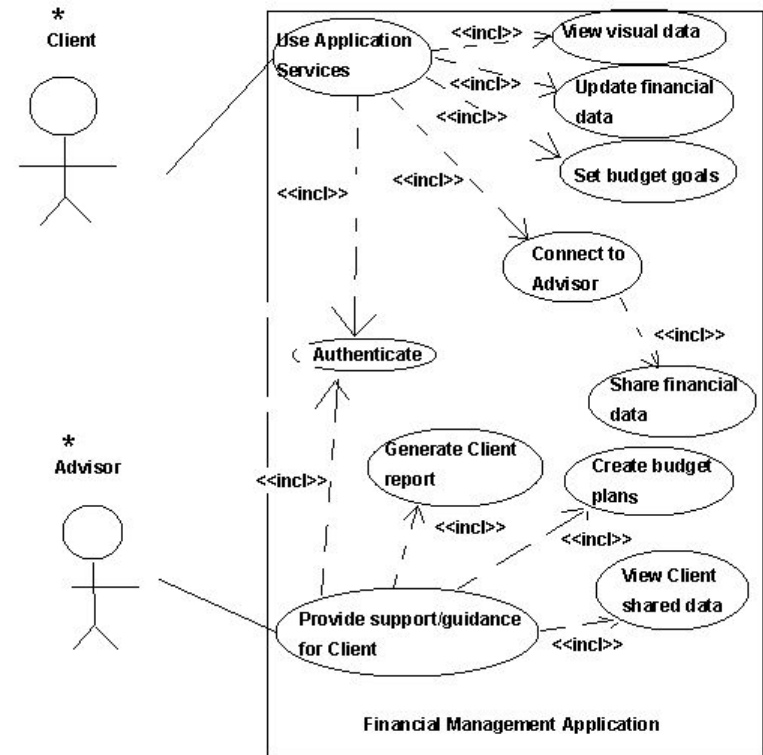 *
Client
Use Application
Services
<<incl>>
View visual data
<<incl>>
Update financial
data
<<incl>>
Set budget goals
<<incl>>
<<incl>>
Connect to
Advisor
<<incl>>
Authenticate
Share financial
data
*
Advisor
<<incl>>
Generate Client
report
Create budget
plans
<<incl>>
<<incl>>
View Client
shared data
Provide support/guidance
for Client
<<incl>>
Financial Management Application